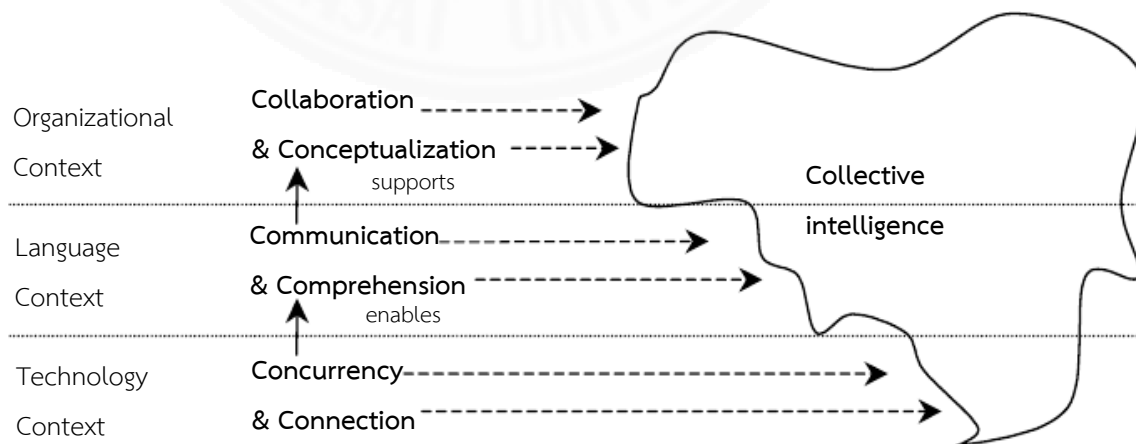 Organizational
Context
Collaboration
& Conceptualization
supports
Language
Context
Communication
& Comprehension
enables
Technology
Context
Concurrency
& Connection
Collective
intelligence